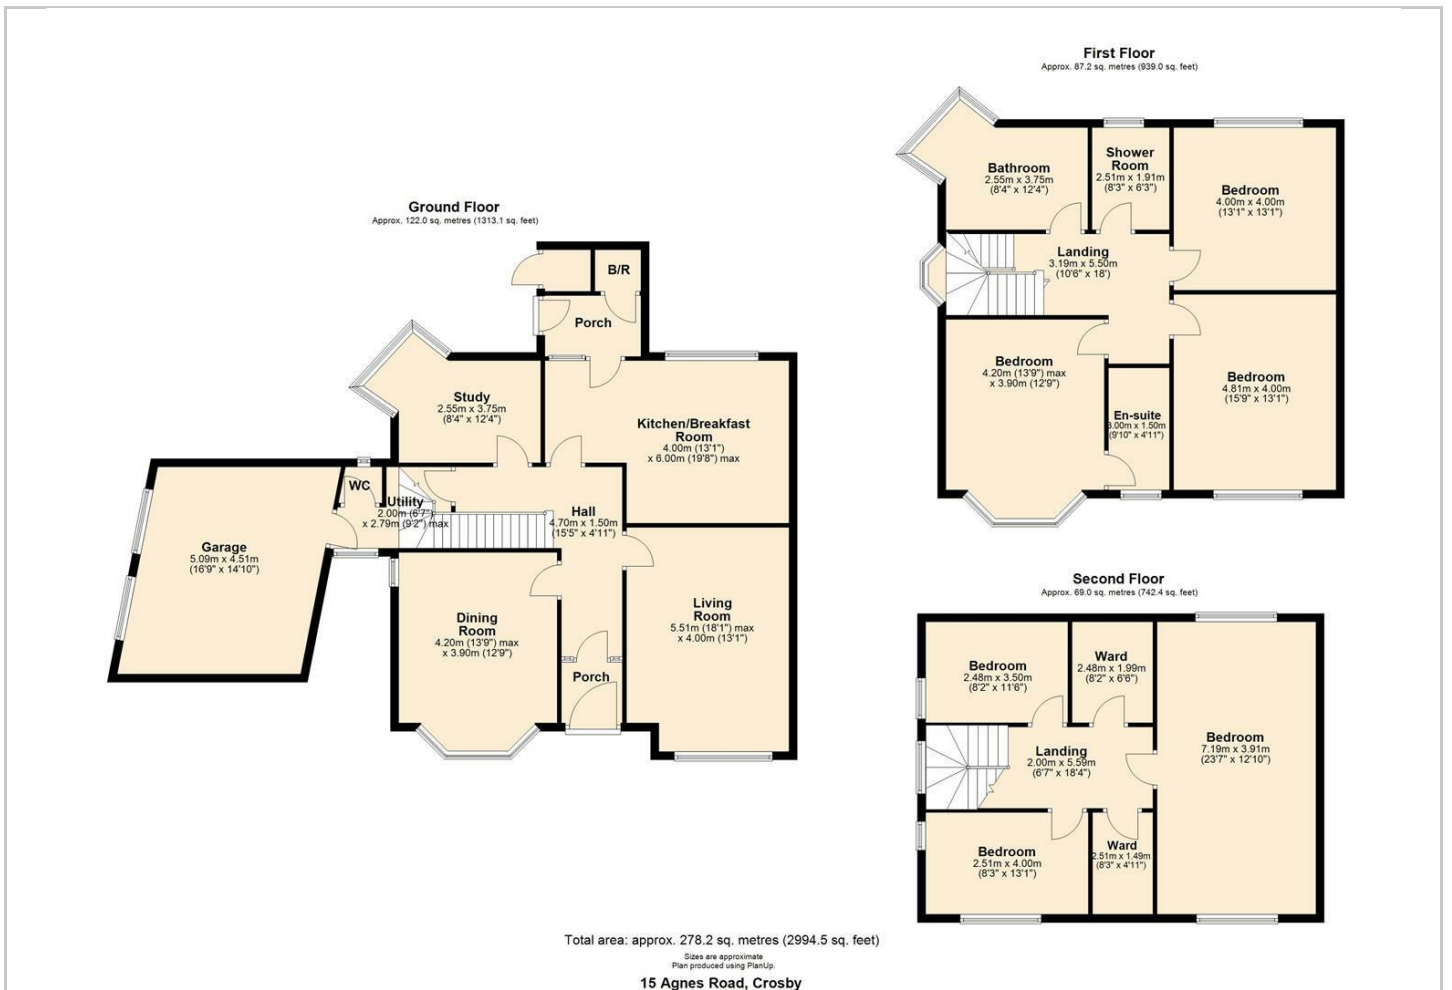 First Floor
Approx. 87.2 sq. metres (939.0 sq. feet)
Bathroom
2.55m x 3.75m
(8'4" x 12'4")
Shower
Room
2.51m x 1.91m
(8'3" x 6'3")
Bedroom
4.00m x 4.00m
(13'1" x 13'1")
Landing
3.19m x 5.50m
(10'6" x 18')
Bedroom
4.20m (13'9") max
x 3.90m (12'9")
En-suite
3.00m x 1.50m
(9'10" x 4'11")
Bedroom
4.81m x 4.00m
(15'9" x 13'1")
Ground Floor
Approx. 122.0 sq. metres (1313.1 sq. feet)
B/R
Porch
Study
2.55m x 3.75m
(8'4" x 12'4")
Kitchen/Breakfast
Room
4.00m (13'1")
x 6.00m (19'8") max
WC
Utility
2.00m (6'7")
x 2.79m (9'2") max
Hall
4.70m x 1.50m
(15'5" x 4'11")
Garage
5.09m x 4.51m
(16'9" x 14'10")
Dining
Room
4.20m (13'9") max
x 3.90m (12'9")
Living
Room
5.51m (18'1") max
x 4.00m (13'1")
Porch
Second Floor
Approx. 69.0 sq. metres (742.4 sq. feet)
Bedroom
2.48m x 3.50m
(8'2" x 11'6")
Ward
2.48m x 1.99m
(8'2" x 6'6")
Bedroom
7.19m x 3.91m
(23'7" x 12'10")
Landing
2.00m x 5.59m
(6'7" x 18'4")
Bedroom
2.51m x 4.00m
(8'3" x 13'1")
Ward
2.51m x 1.49m
(8'3" x 4'11")
Total area: approx. 278.2 sq. metres (2994.5 sq. feet)
Sizes are approximate
Plan produced using PlanUp.
15 Agnes Road, Crosby